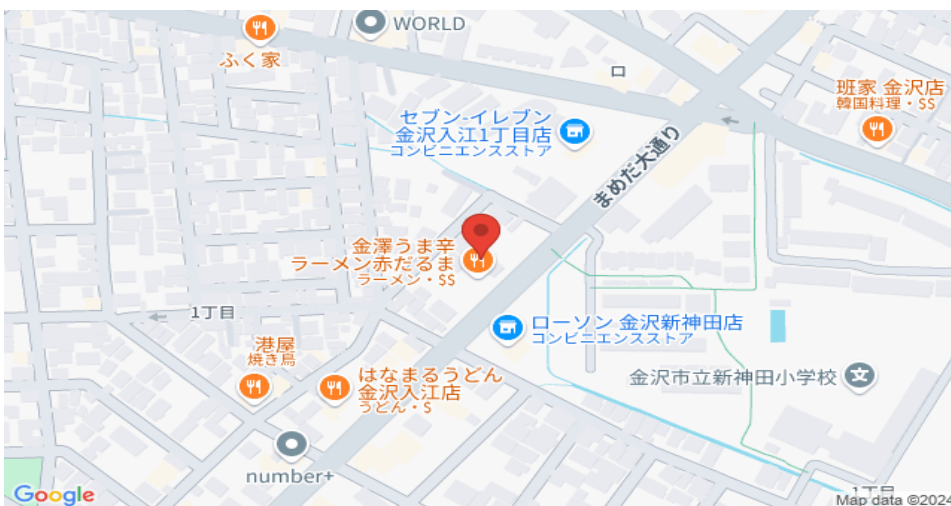 WORLD
ふく家
班家 金沢店
韓国料理・SS
セブン-イレブン
金沢入江1丁目店
コンビニエンスストア
まめだ大通り
金澤うま辛
ラーメン赤だるま
ラーメン・SS
1丁目
ローソン 金沢新神田店
コンビニエンスストア
港屋
焼き鳥
はなまるうどん
金沢入江店
うどん・S
金沢市立新神田小学校
文
number+
1丁目
Google
Map data ©2024